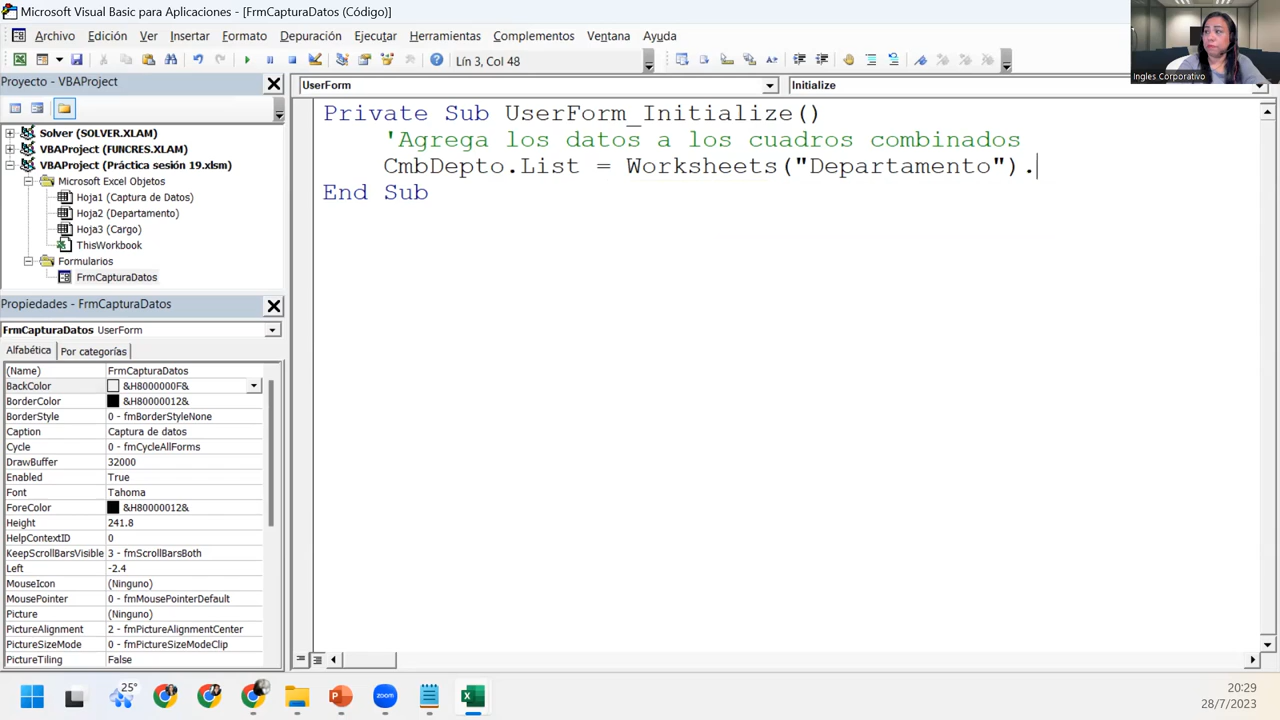 Microsoft Visual Basic para Aplicaciones - [FrmCapturaDatos (Código)]
Archivo Edición Ver Insertar Formato Depuración Ejecutar Herramientas Complementos Ventana Ayuda
Lín 3, Col 48
Ingles Corporativo
Proyecto - VBAProject
Solver (SOLVER.XLAM)
VBAProject (FUNCRES.XLAM)
VBAProject (Práctica sesión 19.xlsm)
Microsoft Excel Objetos
Hoja1 (Captura de Datos)
Hoja2 (Departamento)
Hoja3 (Cargo)
ThisWorkbook
Formularios
FrmCapturaDatos
Propiedades - FrmCapturaDatos
FrmCapturaDatos UserForm
Alfabética Por categorías
(Name) FrmCapturaDatos
BackColor &H8000000F&
BorderColor &H80000012&
BorderStyle 0 - fmBorderStyleNone
Caption Captura de datos
Cycle 0 - fmCycleAllForms
DrawBuffer 32000
Enabled True
Font Tahoma
ForeColor &H80000012&
Height 241.8
HelpContextID 0
KeepScrollBarsVisible 3 - fmScrollBarsBoth
Left -2.4
MouseIcon (Ninguno)
MousePointer 0 - fmMousePointerDefault
Picture (Ninguno)
PictureAlignment 2 - fmPictureAlignmentCenter
PictureSizeMode 0 - fmPictureSizeModeClip
PictureTiling False
UserForm Initialize
Private Sub UserForm_Initialize()
'Agrega los datos a los cuadros combinados
CmbDepto.List = Worksheets("Departamento").
End Sub
25°
zoom
20:29
28/7/2023